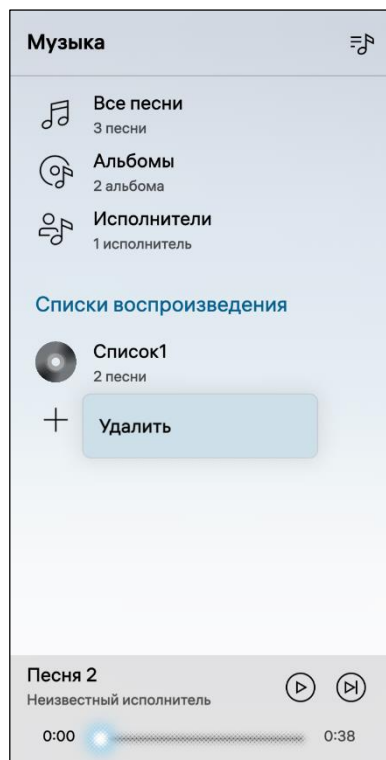 Музыка
Все песни
3 песни
Альбомы
2 альбома
Исполнители
1 исполнитель
Списки воспроизведения
Список1
2 песни
Удалить
Песня 2
Неизвестный исполнитель
0:00 0:38